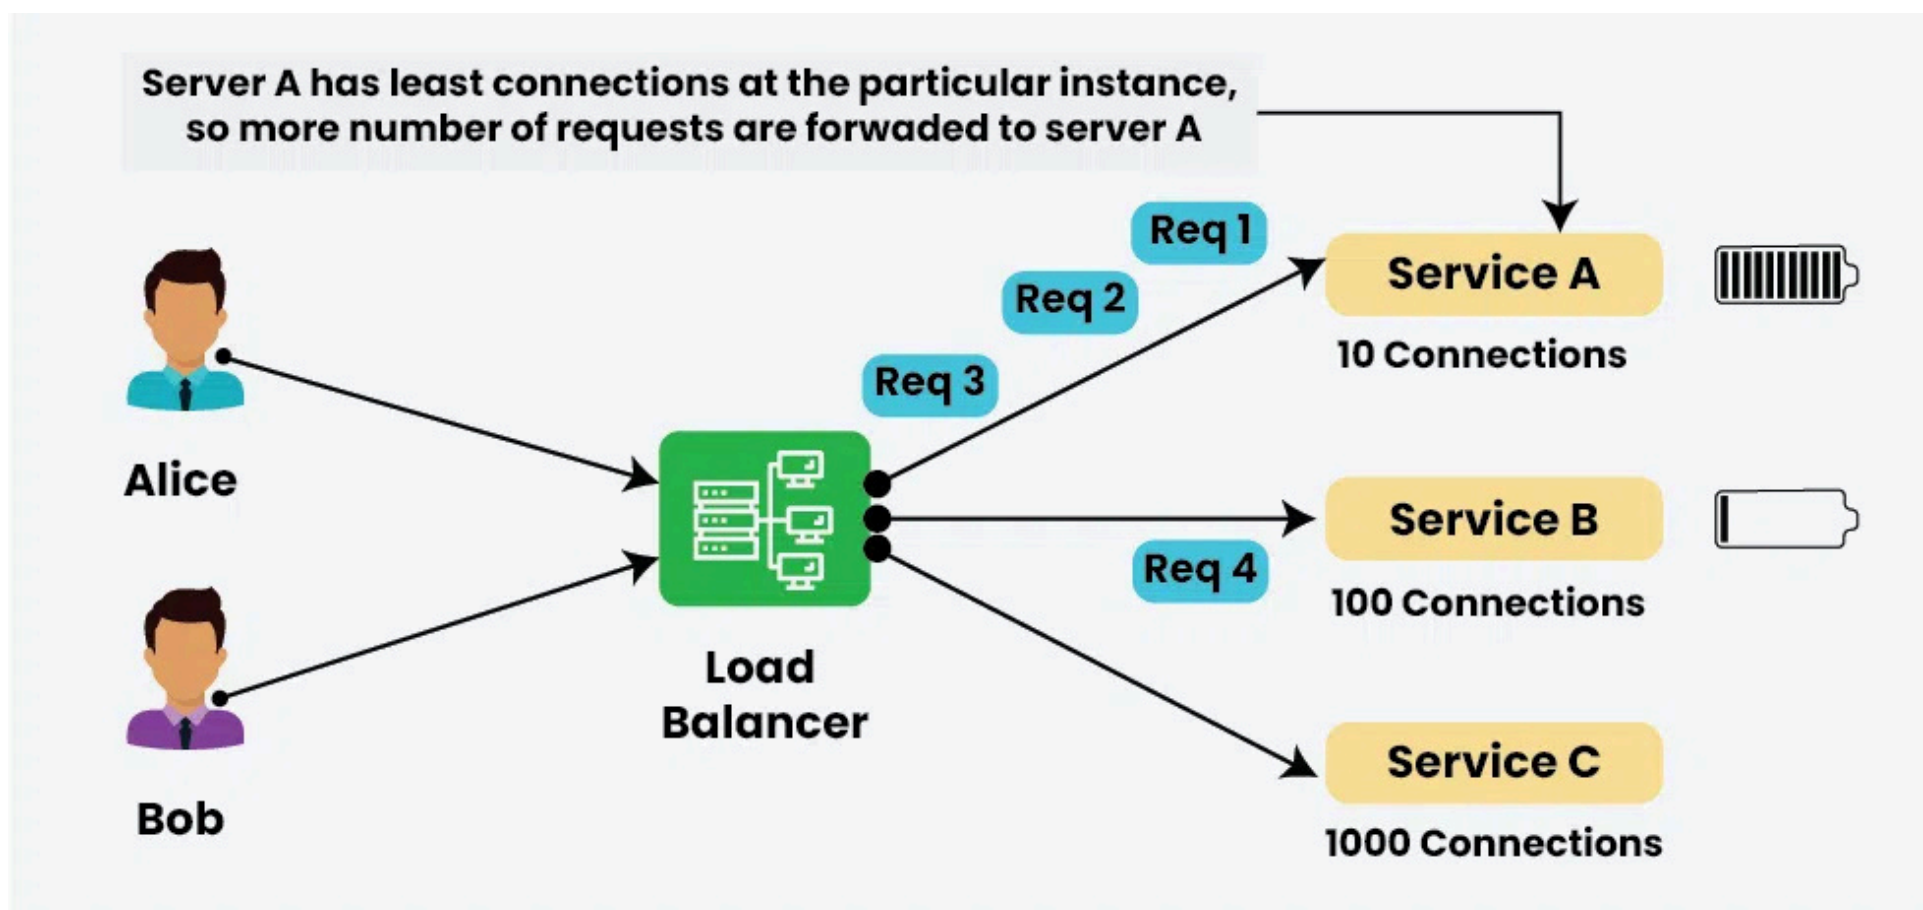 Server A has least connections at the particular instance,
so more number of requests are forwaded to server A
Req 1
Service A
Req 2
10 Connections
Req 3
Alice
Service B
Req 4
100 Connections
Load
Balancer
Service C
Bob
1000 Connections